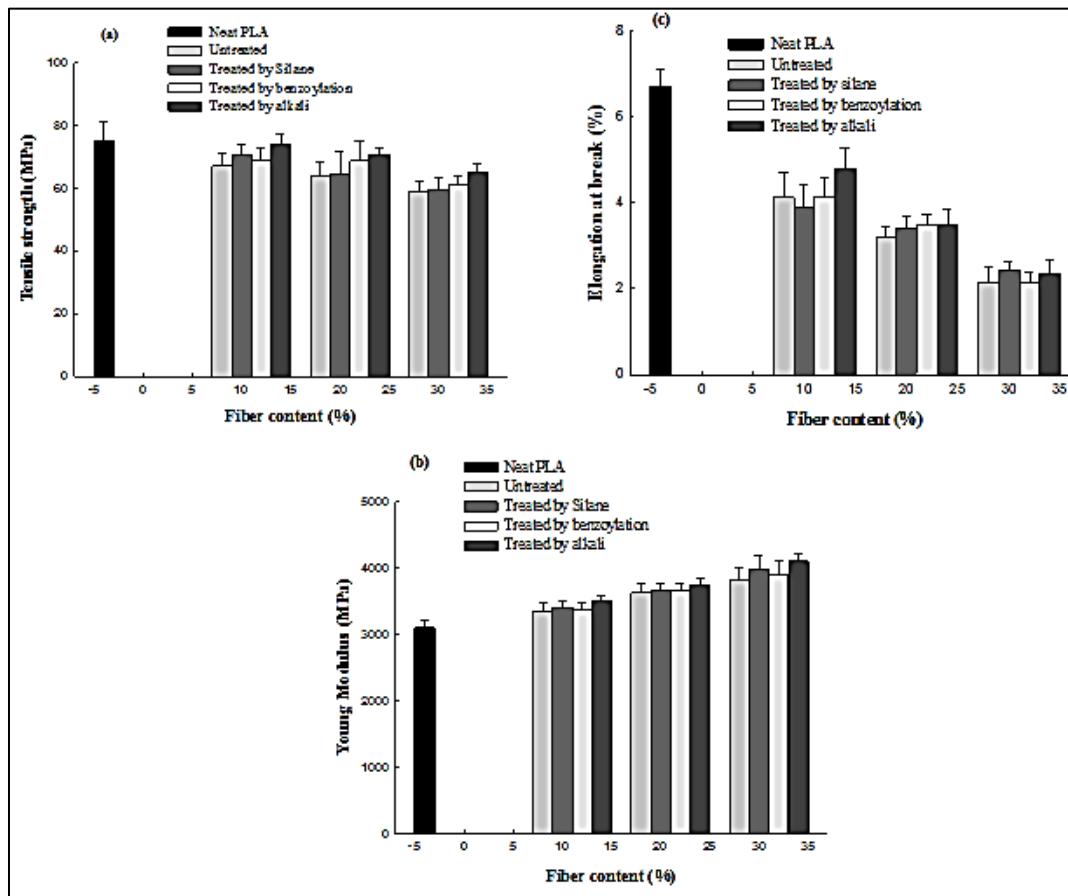 (a)
Neat PLA
Untreated
Treated by Silane
Treated by benzoylation
Treated by alkali
100
80
60
40
20
0
Tensile strength (MPa)
-5 0 5 10 15 20 25 30 35
Fiber content (%)
(c)
Neat PLA
Untreated
Treated by silane
Treated by benzoylation
Treated by alkali
8
6
4
2
0
Elongation at break (%)
-5 0 5 10 15 20 25 30 35
Fiber content (%)
(b)
Neat PLA
Untreated
Treated by Silane
Treated by benzoylation
Treated by alkali
5000
4000
3000
2000
1000
0
Young Modulus (MPa)
-5 0 5 10 15 20 25 30 35
Fiber content (%)